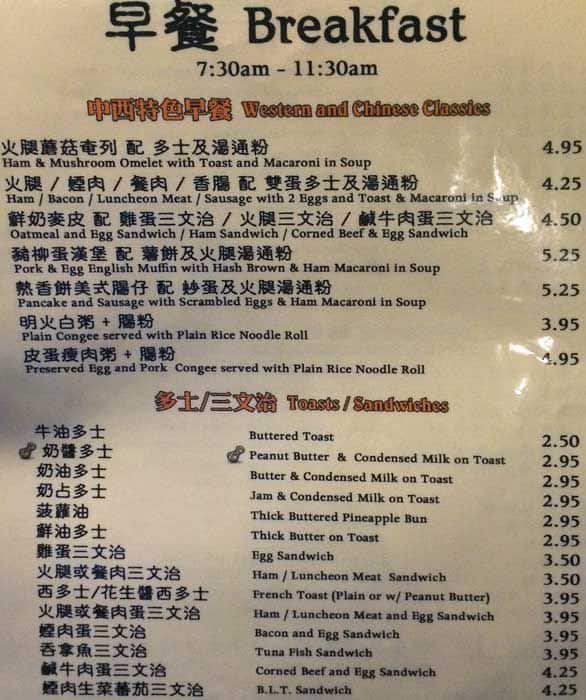 早餐 Breakfast
7:30am - 11:30am
中西特色早餐 Western and Chinese Classics
火腿蘑菇奄列 配 多士及湯通粉 4.95
Ham & Mushroom Omelet with Toast and Macaroni in Soup
火腿 / 煙肉 / 餐肉 / 香腸 配 雙蛋多士及湯通粉 4.25
Ham / Bacon / Luncheon Meat / Sausage with 2 Eggs and Toast & Macaroni in Soup
鮮奶麥皮 配 雞蛋三文治 / 火腿三文治 / 鹹牛肉蛋三文治 4.50
Oatmeal and Egg Sandwich / Ham Sandwich / Corned Beef & Egg Sandwich
豬柳蛋漢堡 配 薯餅及火腿湯通粉 5.25
Pork & Egg English Muffin with Hash Brown & Ham Macaroni in Soup
熱香餅美式腸仔 配 炒蛋及火腿湯通粉 5.25
Pancake and Sausage with Scrambled Eggs & Ham Macaroni in Soup
明火白粥 + 腸粉 3.95
Plain Congee served with Plain Rice Noodle Roll
皮蛋瘦肉粥 + 腸粉 4.95
Preserved Egg and Pork Congee served with Plain Rice Noodle Roll
多士/三文治 Toasts / Sandwiches
牛油多士 Buttered Toast 2.50
奶醬多士 Peanut Butter & Condensed Milk on Toast 2.95
奶油多士 Butter & Condensed Milk on Toast 2.95
奶占多士 Jam & Condensed Milk on Toast 2.95
菠蘿油 Thick Buttered Pineapple Bun 2.95
鮮油多士 Thick Butter on Toast 2.95
雞蛋三文治 Egg Sandwich 3.50
火腿或餐肉三文治 Ham / Luncheon Meat Sandwich 3.50
西多士/花生醬西多士 French Toast (Plain or w/ Peanut Butter) 3.95
火腿或餐肉蛋三文治 Ham / Luncheon Meat and Egg Sandwich 3.95
煙肉蛋三文治 Bacon and Egg Sandwich 3.95
吞拿魚三文治 Tuna Fish Sandwich 3.95
鹹牛肉蛋三文治 Corned Beef and Egg Sandwich 4.25
煙肉生菜蕃茄三文治 B.L.T. Sandwich 4.25